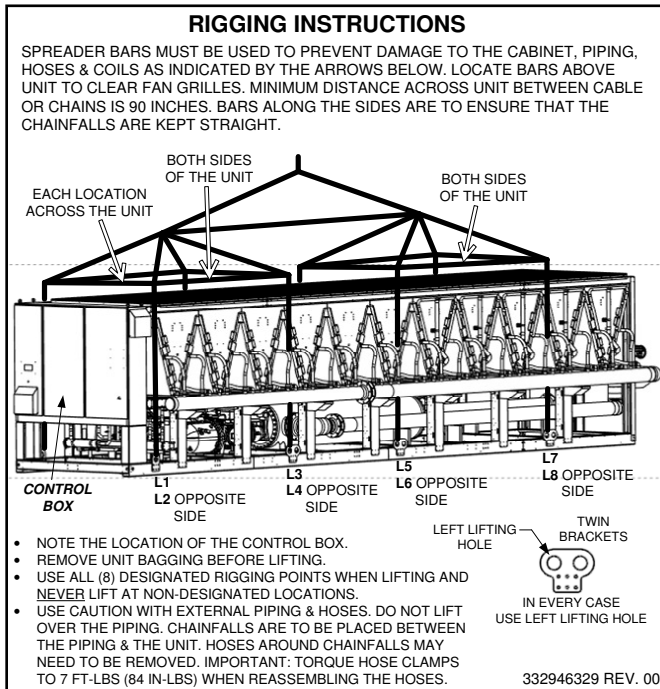 RIGGING INSTRUCTIONS
SPREADER BARS MUST BE USED TO PREVENT DAMAGE TO THE CABINET, PIPING,
HOSES & COILS AS INDICATED BY THE ARROWS BELOW. LOCATE BARS ABOVE
UNIT TO CLEAR FAN GRILLES. MINIMUM DISTANCE ACROSS UNIT BETWEEN CABLE
OR CHAINS IS 90 INCHES. BARS ALONG THE SIDES ARE TO ENSURE THAT THE
CHAINFALLS ARE KEPT STRAIGHT.
EACH LOCATION
ACROSS THE UNIT
BOTH SIDES
OF THE UNIT
BOTH SIDES
OF THE UNIT
CONTROL
BOX
L1
L2 OPPOSITE
SIDE
L3
L4 OPPOSITE
SIDE
L5
L6 OPPOSITE
SIDE
L7
L8 OPPOSITE
SIDE
• NOTE THE LOCATION OF THE CONTROL BOX.
• REMOVE UNIT BAGGING BEFORE LIFTING.
• USE ALL (8) DESIGNATED RIGGING POINTS WHEN LIFTING AND
NEVER LIFT AT NON-DESIGNATED LOCATIONS.
• USE CAUTION WITH EXTERNAL PIPING & HOSES. DO NOT LIFT
OVER THE PIPING. CHAINFALLS ARE TO BE PLACED BETWEEN
THE PIPING & THE UNIT. HOSES AROUND CHAINFALLS MAY
NEED TO BE REMOVED. IMPORTANT: TORQUE HOSE CLAMPS
TO 7 FT-LBS (84 IN-LBS) WHEN REASSEMBLING THE HOSES.
LEFT LIFTING
HOLE
TWIN
BRACKETS
IN EVERY CASE
USE LEFT LIFTING HOLE
332946329 REV. 00